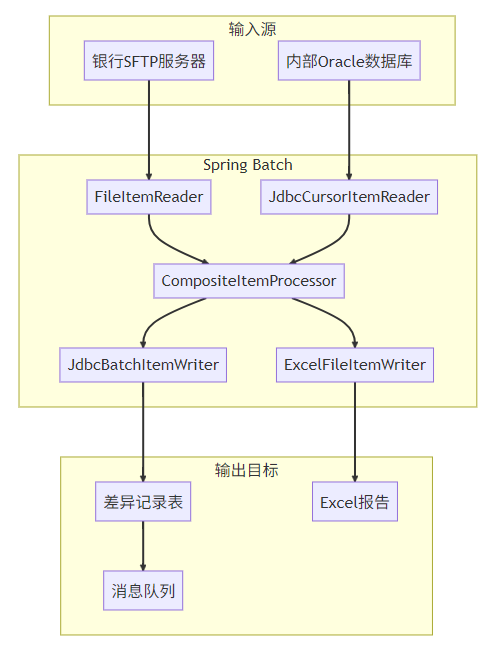 输入源
银行SFTP服务器
内部Oracle数据库
Spring Batch
FileItemReader
JdbcCursorItemReader
CompositeItemProcessor
JdbcBatchItemWriter
ExcelFileItemWriter
输出目标
差异记录表
Excel报告
消息队列